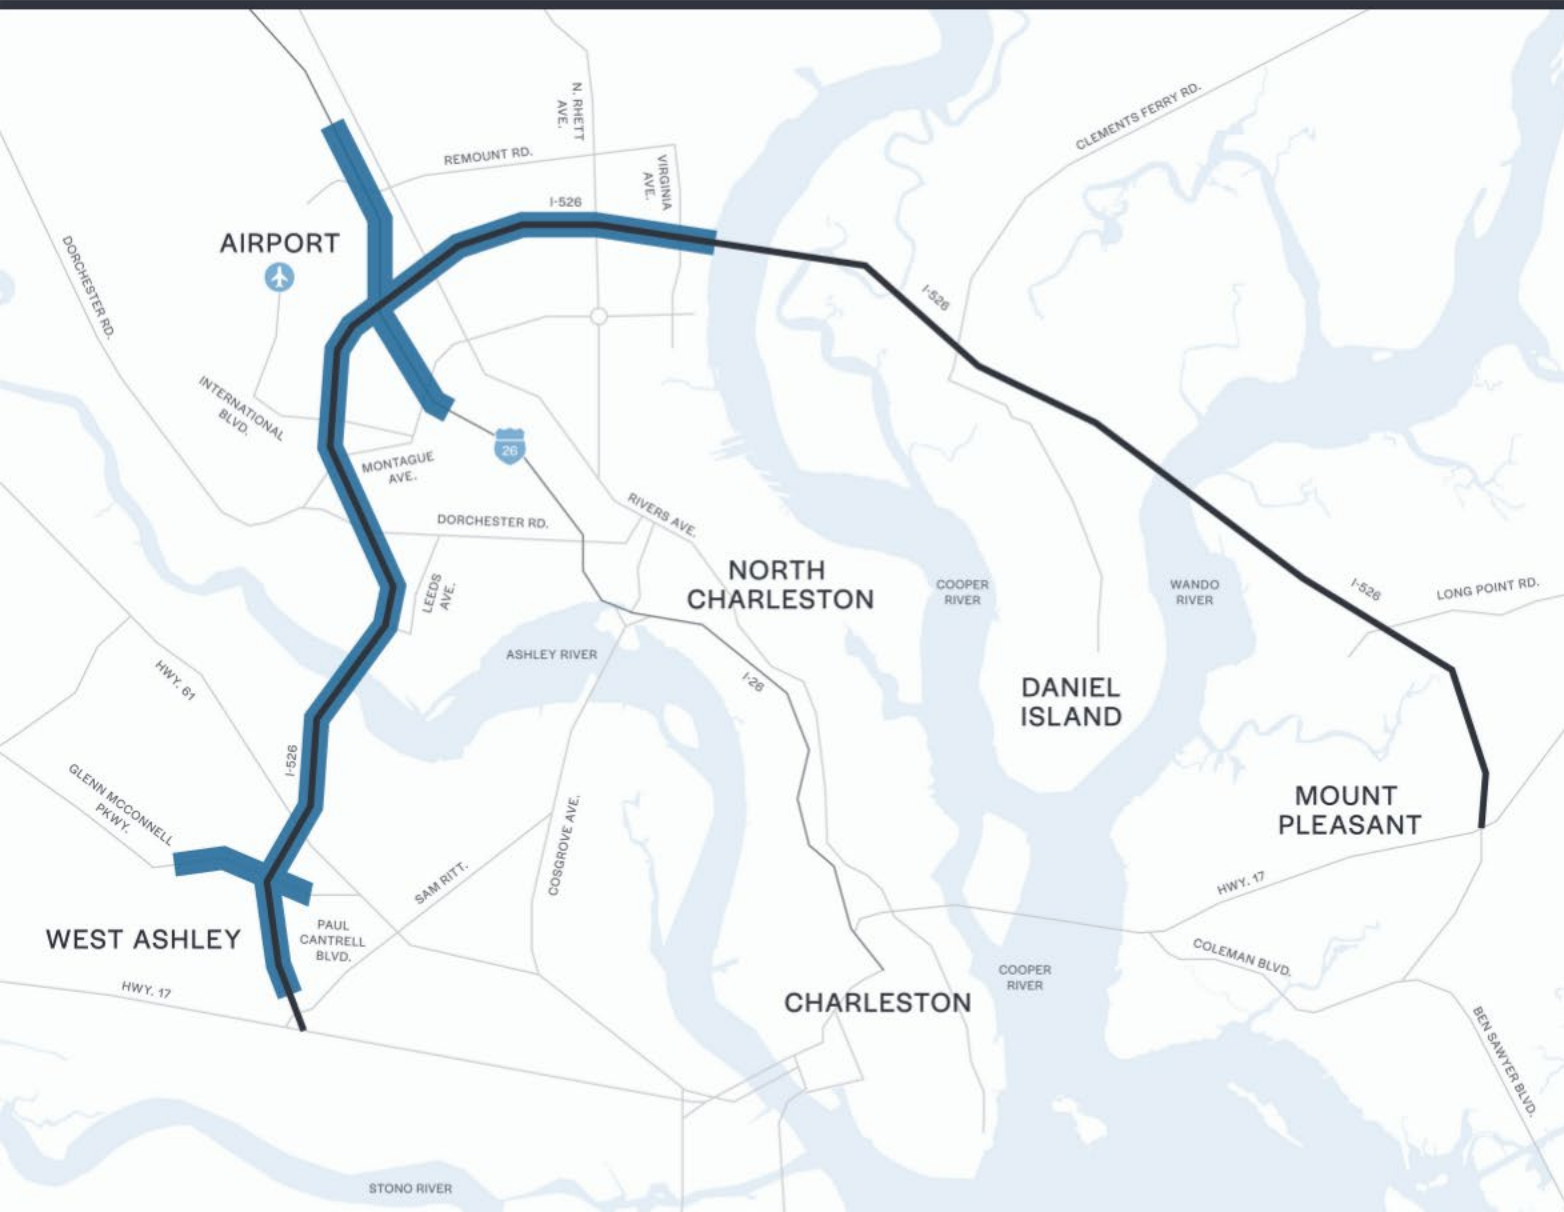 N. RHETT
AVE.
CLEMENTS FERRY RD.
REMOUNT RD.
VIRGINIA
AVE.
I-526
AIRPORT
DORCHESTER RD.
I-526
INTERNATIONAL
BLVD.
26
MONTAGUE
AVE.
RIVERS AVE.
DORCHESTER RD.
NORTH
CHARLESTON
LEEDS
AVE.
COOPER
RIVER
WANDO
RIVER
I-526
LONG POINT RD.
ASHLEY RIVER
HWY. 61
I-26
DANIEL
ISLAND
I-526
GLENN MCCONNELL
PKWY.
MOUNT
PLEASANT
COSGROVE AVE.
SAM RITT.
HWY. 17
WEST ASHLEY
PAUL
CANTRELL
BLVD.
COLEMAN BLVD.
HWY. 17
COOPER
RIVER
CHARLESTON
BEN SAWYER BLVD.
STONO RIVER